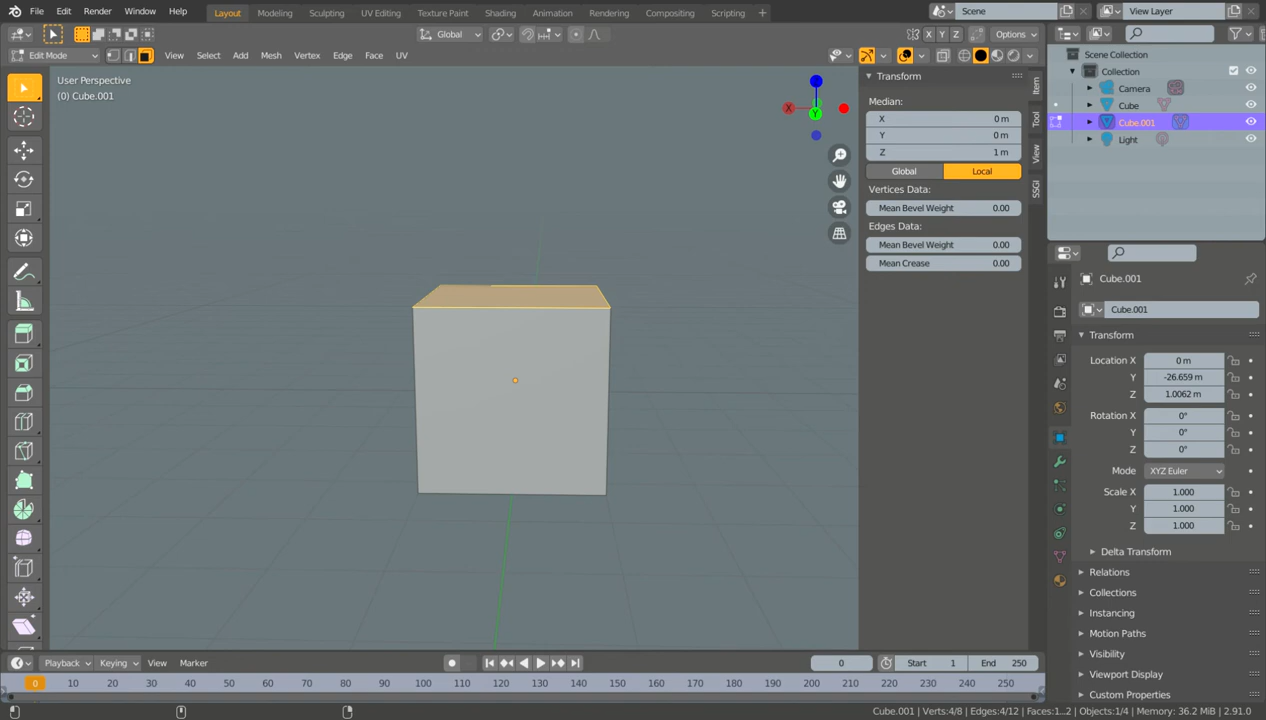 File Edit Render Window Help Layout Modeling Sculpting UV Editing Texture Paint Shading Animation Rendering Compositing Scripting Scene View Layer
Global X Y Z Options
Edit Mode View Select Add Mesh Vertex Edge Face UV
User Perspective
(0) Cube.001
X Y
Transform
Median:
X 0 m
Y 0 m
Z 1 m
Global Local
Vertices Data:
Mean Bevel Weight 0.00
Edges Data:
Mean Bevel Weight 0.00
Mean Crease 0.00
Item
Tool
View
SSGI
Scene Collection
Collection
Camera
Cube
Cube.001
Light
Cube.001
Cube.001
Transform
Location X 0 m
Y -26.659 m
Z 1.0062 m
Rotation X 0°
Y 0°
Z 0°
Mode XYZ Euler
Scale X 1.000
Y 1.000
Z 1.000
Delta Transform
Relations
Collections
Instancing
Motion Paths
Visibility
Viewport Display
Custom Properties
Playback Keying View Marker 0 Start 1 End 250
0 10 20 30 40 50 60 70 80 90 100 110 120 130 140 150 160 170 180 190 200 210 220 230 240 250
Cube.001 | Verts:4/8 | Edges:4/12 | Faces:1...2 | Objects:1/4 | Memory: 36.2 MiB | 2.91.0